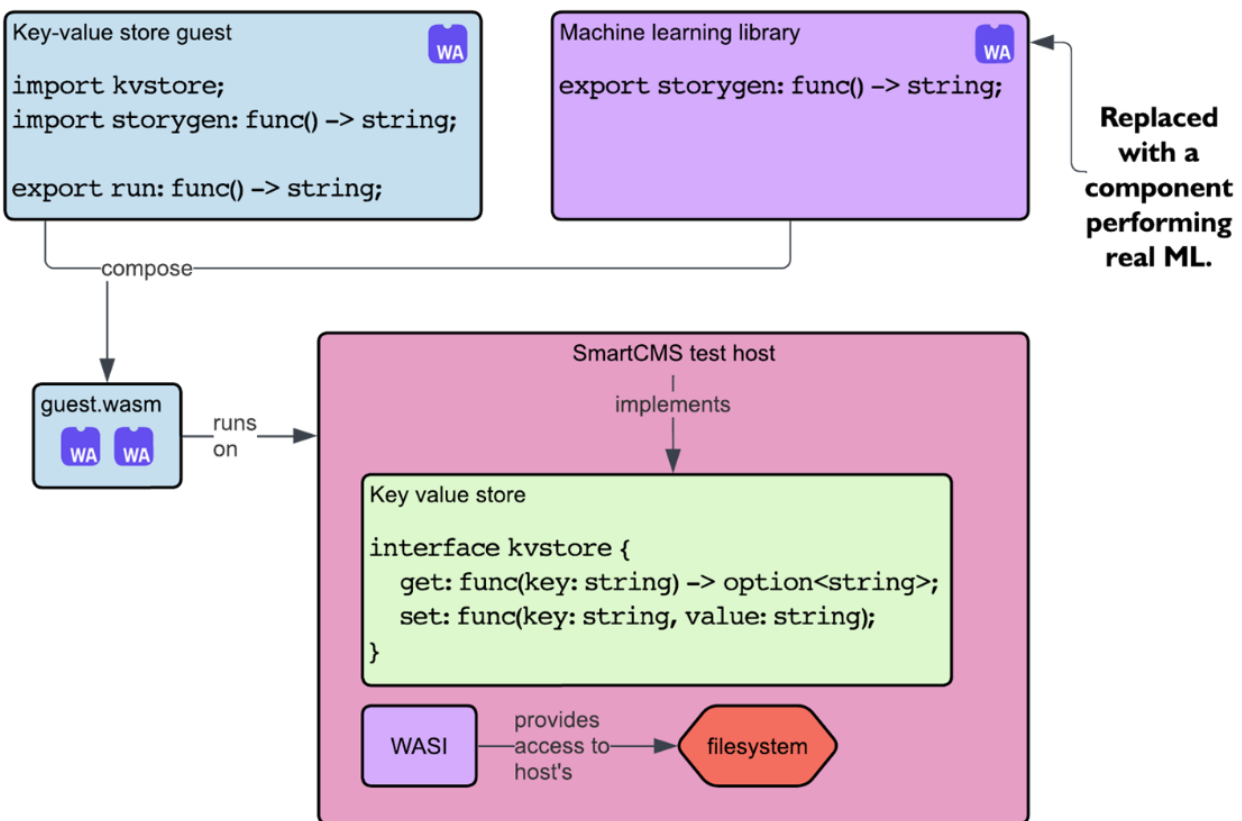 Key-value store guest
WA
import kvstore;
import storygen: func() -> string;
export run: func() -> string;
Machine learning library
WA
export storygen: func() -> string;
Replaced
with a
component
performing
real ML.
compose
guest.wasm
WA WA
runs
on
SmartCMS test host
implements
Key value store
interface kvstore {
get: func(key: string) -> option<string>;
set: func(key: string, value: string);
}
WASI
provides
access to
host's
filesystem